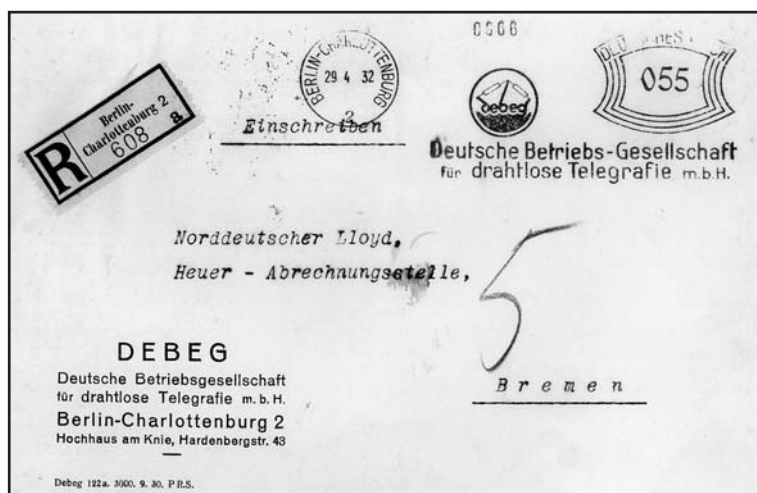 0006
BERLIN-CHARLOTTENBURG 2
29 4 32
055
debeg
Deutsche Betriebs-Gesellschaft
für drahtlose Telegrafie m.b.H.
R
Berlin-
Charlottenburg 2
608 a
Einschreiben
Norddeutscher Lloyd,
Heuer - Abrechnungsstelle,
5
Bremen
DEBEG
Deutsche Betriebsgesellschaft
für drahtlose Telegrafie m. b. H.
Berlin-Charlottenburg 2
Hochhaus am Knie, Hardenbergstr. 43
Debeg 122a. 3000. 9. 30. P.R.S.